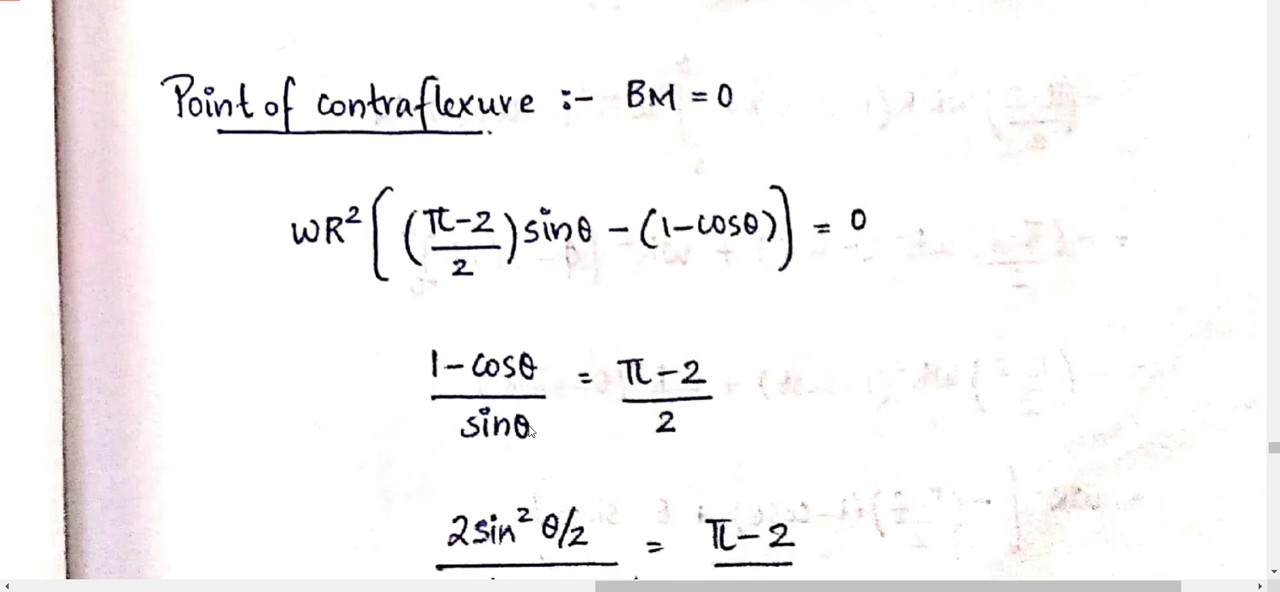 Point of contraflexure :- BM = 0
WR² [ (π-2/2) sinθ - (1-cosθ) ] = 0
1-cosθ/sinθ = π-2/2
2sin² θ/2 = π-2